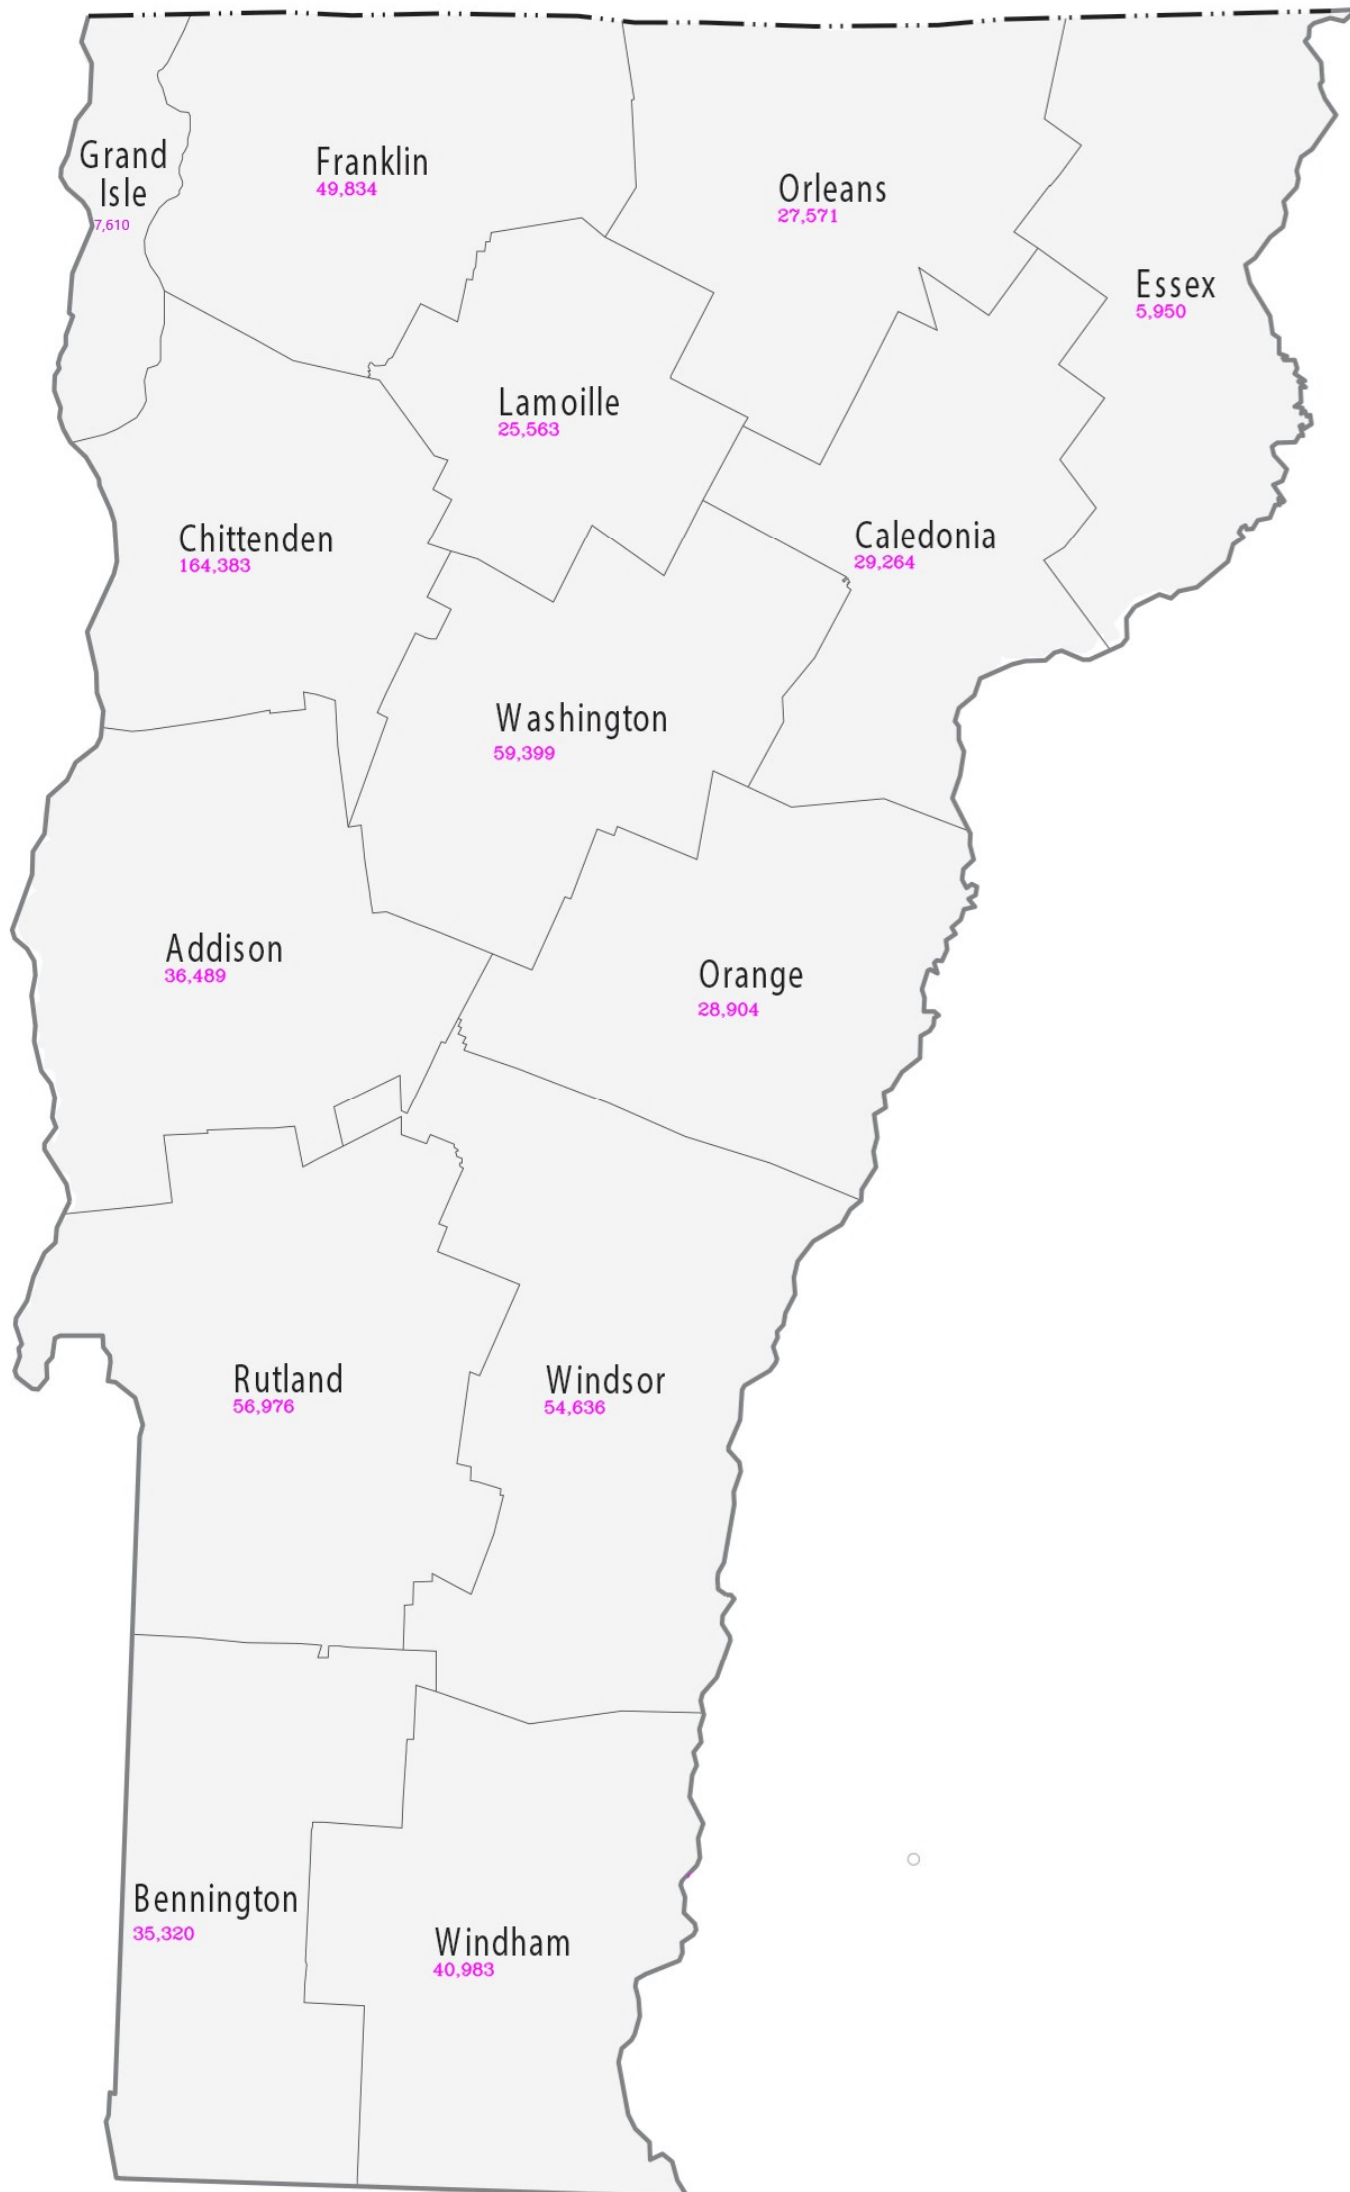 Grand
Isle
7,610
Franklin
49,834
Orleans
27,571
Essex
5,950
Lamoille
25,563
Chittenden
164,383
Caledonia
29,264
Washington
59,399
Addison
36,489
Orange
28,904
Rutland
56,976
Windsor
54,636
Bennington
35,320
Windham
40,983